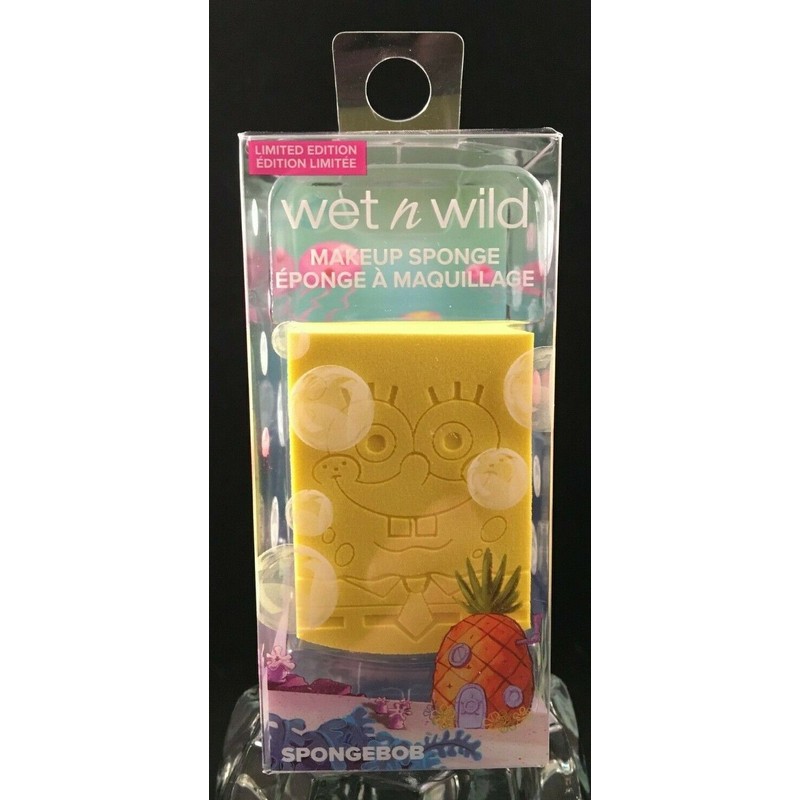 LIMITED EDITION
ÉDITION LIMITÉE
wet n wild
MAKEUP SPONGE
ÉPONGE À MAQUILLAGE
SPONGEBOB